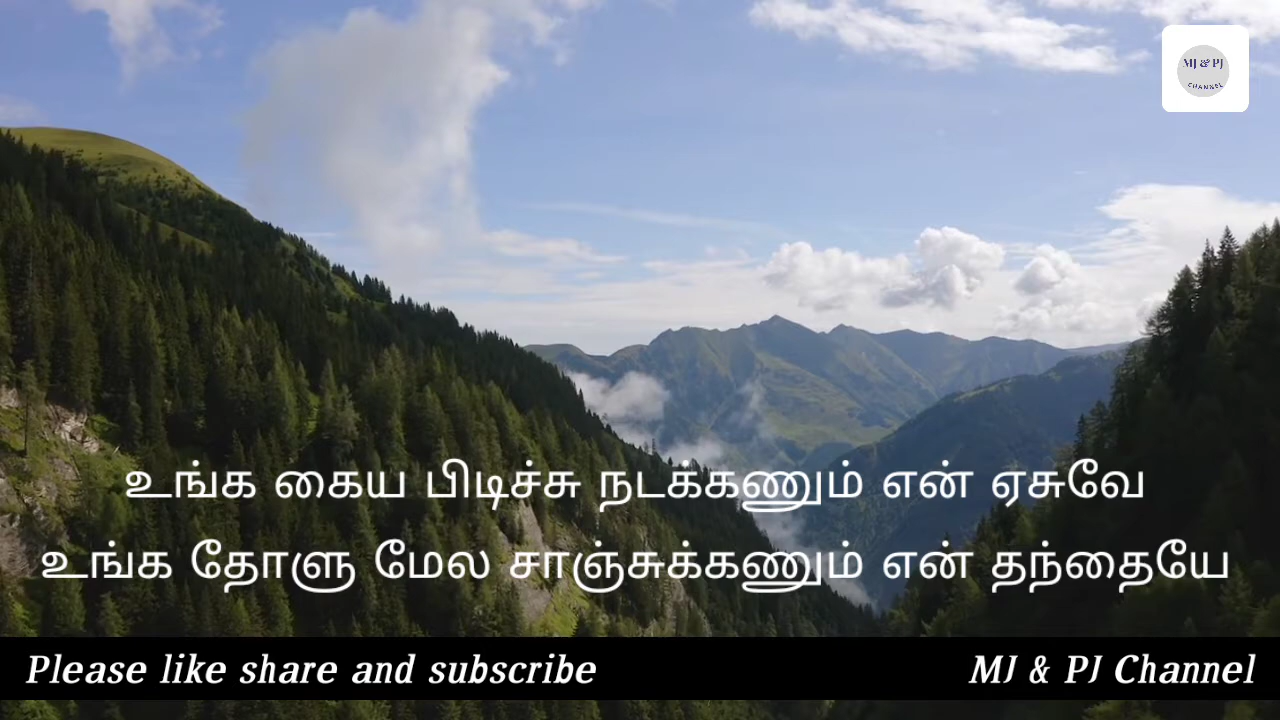 MJ & PJ
CHANNEL
உங்க கைய பிடிச்சு நடக்கணும் என் ஏசுவே
உங்க தோளு மேல சாஞ்சுக்கணும் என் தந்தையே
Please like share and subscribe
MJ & PJ Channel